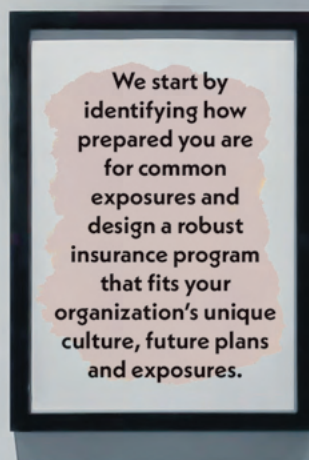 We start by
identifying how
prepared you are
for common
exposures and
design a robust
insurance program
that fits your
organization's unique
culture, future plans
and exposures.